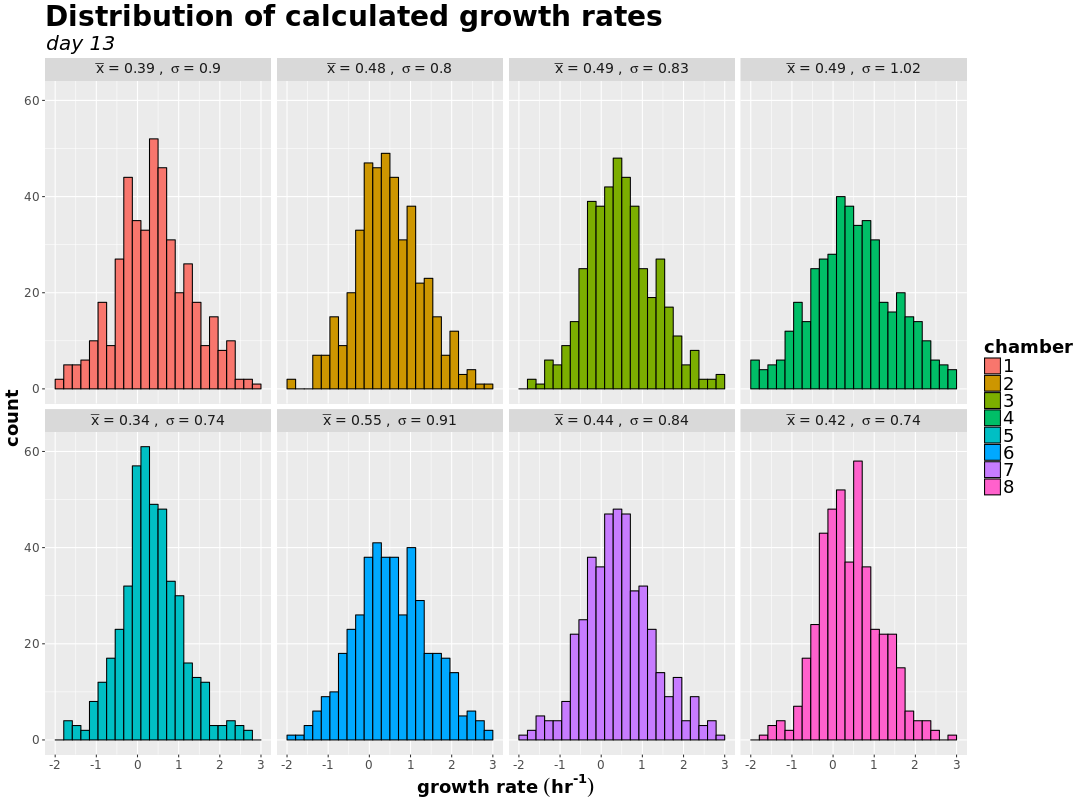 Distribution of calculated growth rates
day 13
x̅ = 0.39 , σ = 0.9
x̅ = 0.48 , σ = 0.8
x̅ = 0.49 , σ = 0.83
x̅ = 0.49 , σ = 1.02
60
40
20
0
count
x̅ = 0.34 , σ = 0.74
x̅ = 0.55 , σ = 0.91
x̅ = 0.44 , σ = 0.84
x̅ = 0.42 , σ = 0.74
60
40
20
0
-2 -1 0 1 2 3
-2 -1 0 1 2 3
-2 -1 0 1 2 3
-2 -1 0 1 2 3
growth rate (hr⁻¹)
chamber
1
2
3
4
5
6
7
8